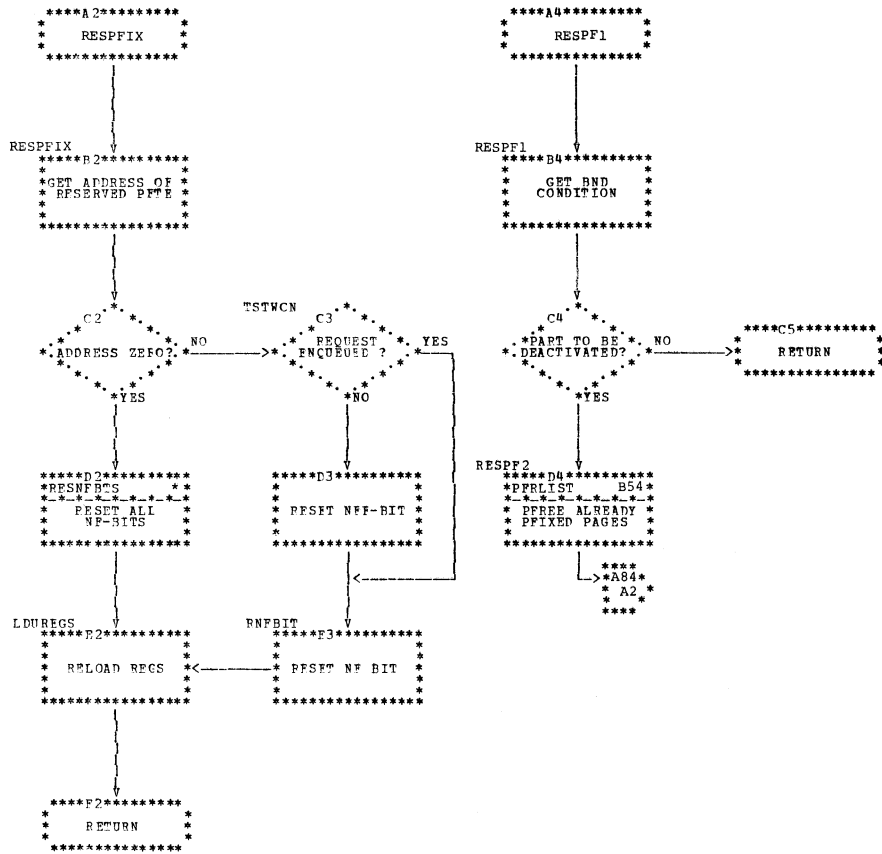 A2
RESPFIX
A4
RESPF1
RESPFIX
B2
GET ADDRESS OF
RESERVED PFTE
RESPF1
B4
GET BND
CONDITION
C2
ADDRESS ZERO?
NO
YES
TSTWCN
C3
REQUEST
ENQUEUED ?
YES
NO
C4
PART TO BE
DEACTIVATED?
NO
YES
C5
RETURN
D2
RESNFBTS
RESET ALL
NF-BITS
D3
RESET NFF-BIT
RESPF2
D4
PFRLIST B54
PFREE ALREADY
PFIXED PAGES
A84
A2
LDUREGS
E2
RELOAD REGS
RNFBIT
E3
RESET NF BIT
F2
RETURN